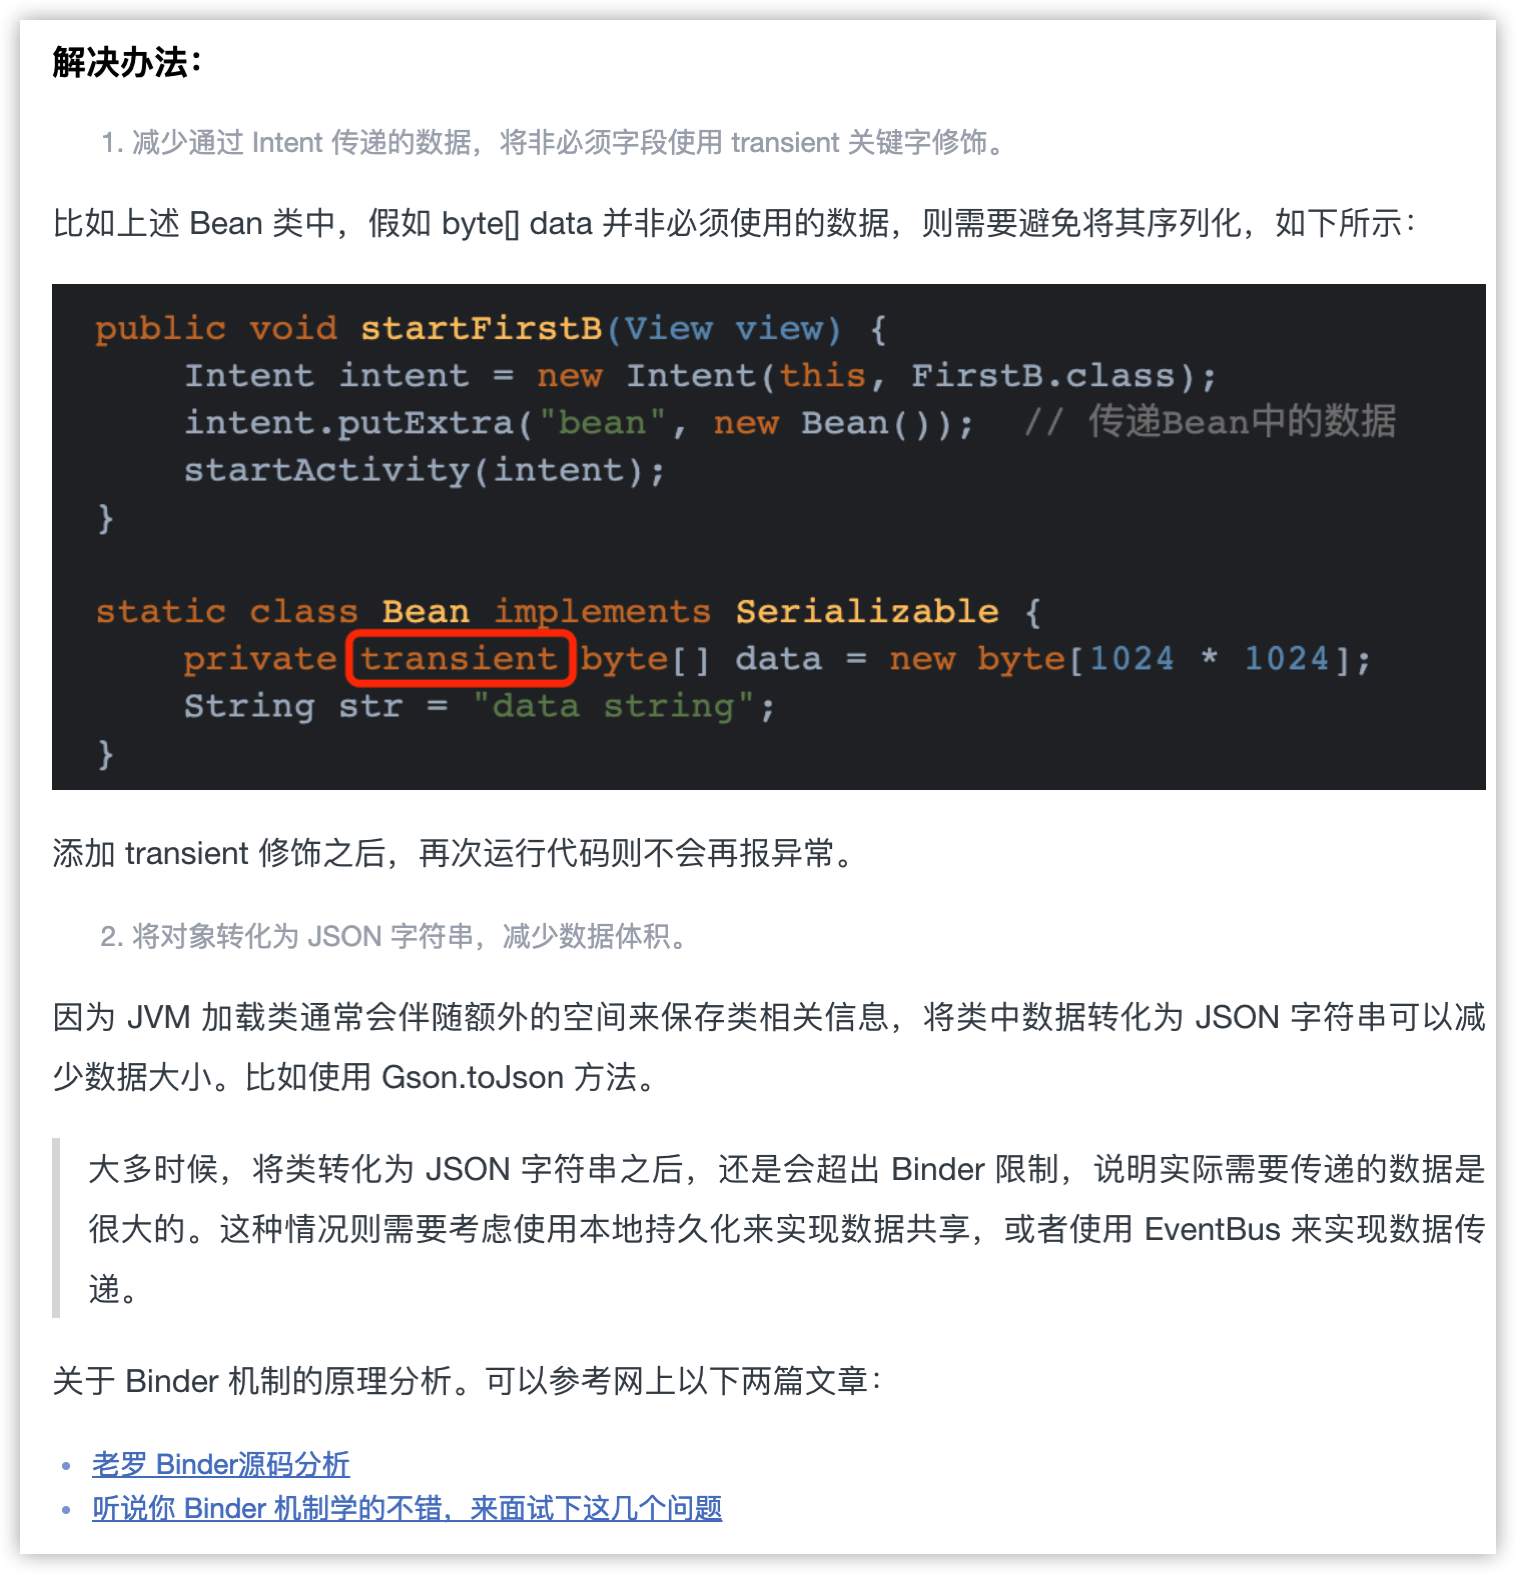 解决办法：
1. 减少通过 Intent 传递的数据，将非必须字段使用 transient 关键字修饰。
比如上述 Bean 类中，假如 byte[] data 并非必须使用的数据，则需要避免将其序列化，如下所示：
public void startFirstB(View view) {
    Intent intent = new Intent(this, FirstB.class);
    intent.putExtra("bean", new Bean());  // 传递Bean中的数据
    startActivity(intent);
}
static class Bean implements Serializable {
    private transient byte[] data = new byte[1024 * 1024];
    String str = "data string";
}
添加 transient 修饰之后，再次运行代码则不会再报异常。
2. 将对象转化为 JSON 字符串，减少数据体积。
因为 JVM 加载类通常会伴随额外的空间来保存类相关信息，将类中数据转化为 JSON 字符串可以减
少数据大小。比如使用 Gson.toJson 方法。
大多时候，将类转化为 JSON 字符串之后，还是会超出 Binder 限制，说明实际需要传递的数据是
很大的。这种情况则需要考虑使用本地持久化来实现数据共享，或者使用 EventBus 来实现数据传
递。
关于 Binder 机制的原理分析。可以参考网上以下两篇文章：
• 老罗 Binder源码分析
• 听说你 Binder 机制学的不错，来面试下这几个问题